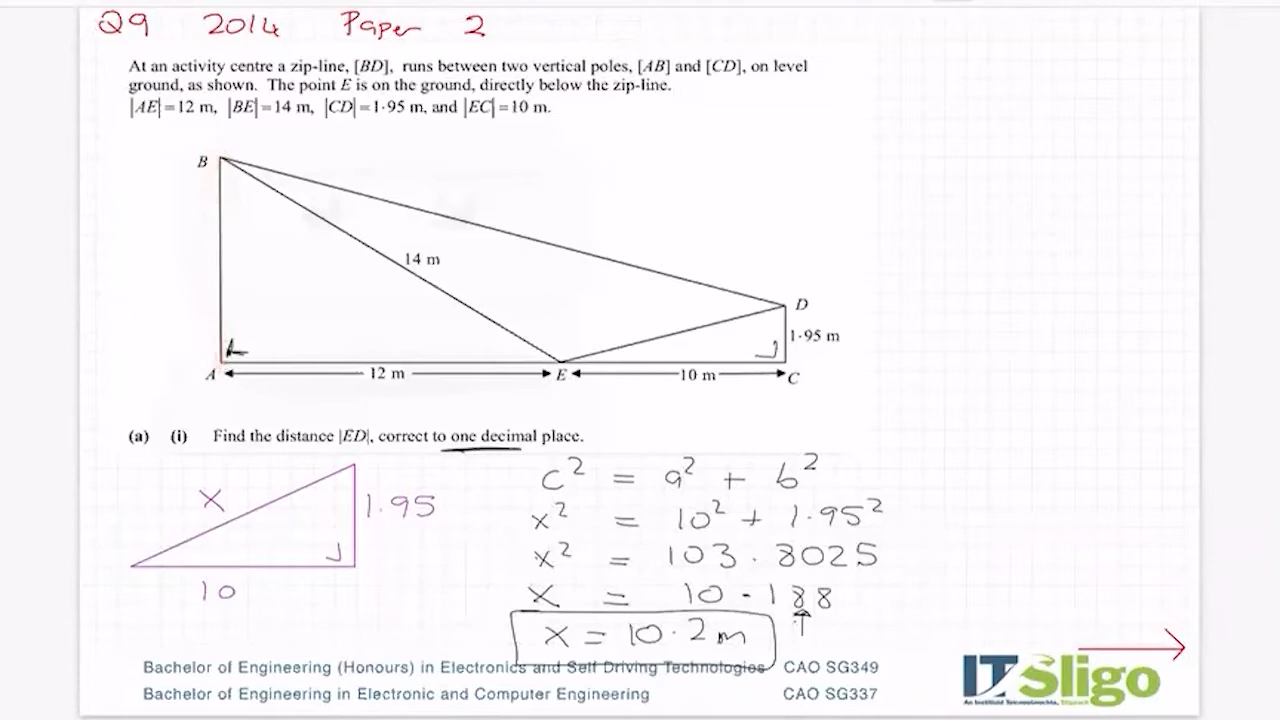 Q9 2014 Paper 2
At an activity centre a zip-line, [BD], runs between two vertical poles, [AB] and [CD], on level
ground, as shown. The point E is on the ground, directly below the zip-line.
|AE|=12 m, |BE|=14 m, |CD|=1·95 m, and |EC|=10 m.
B
14 m
D
1·95 m
A
12 m
E
10 m
C
(a) (i) Find the distance |ED|, correct to one decimal place.
x
1.95
10
c² = a² + b²
x² = 10² + 1.95²
x² = 103.8025
x = 10.188
x = 10.2m
Bachelor of Engineering (Honours) in Electronics and Self Driving Technologies CAO SG349
Bachelor of Engineering in Electronic and Computer Engineering CAO SG337
IT Sligo